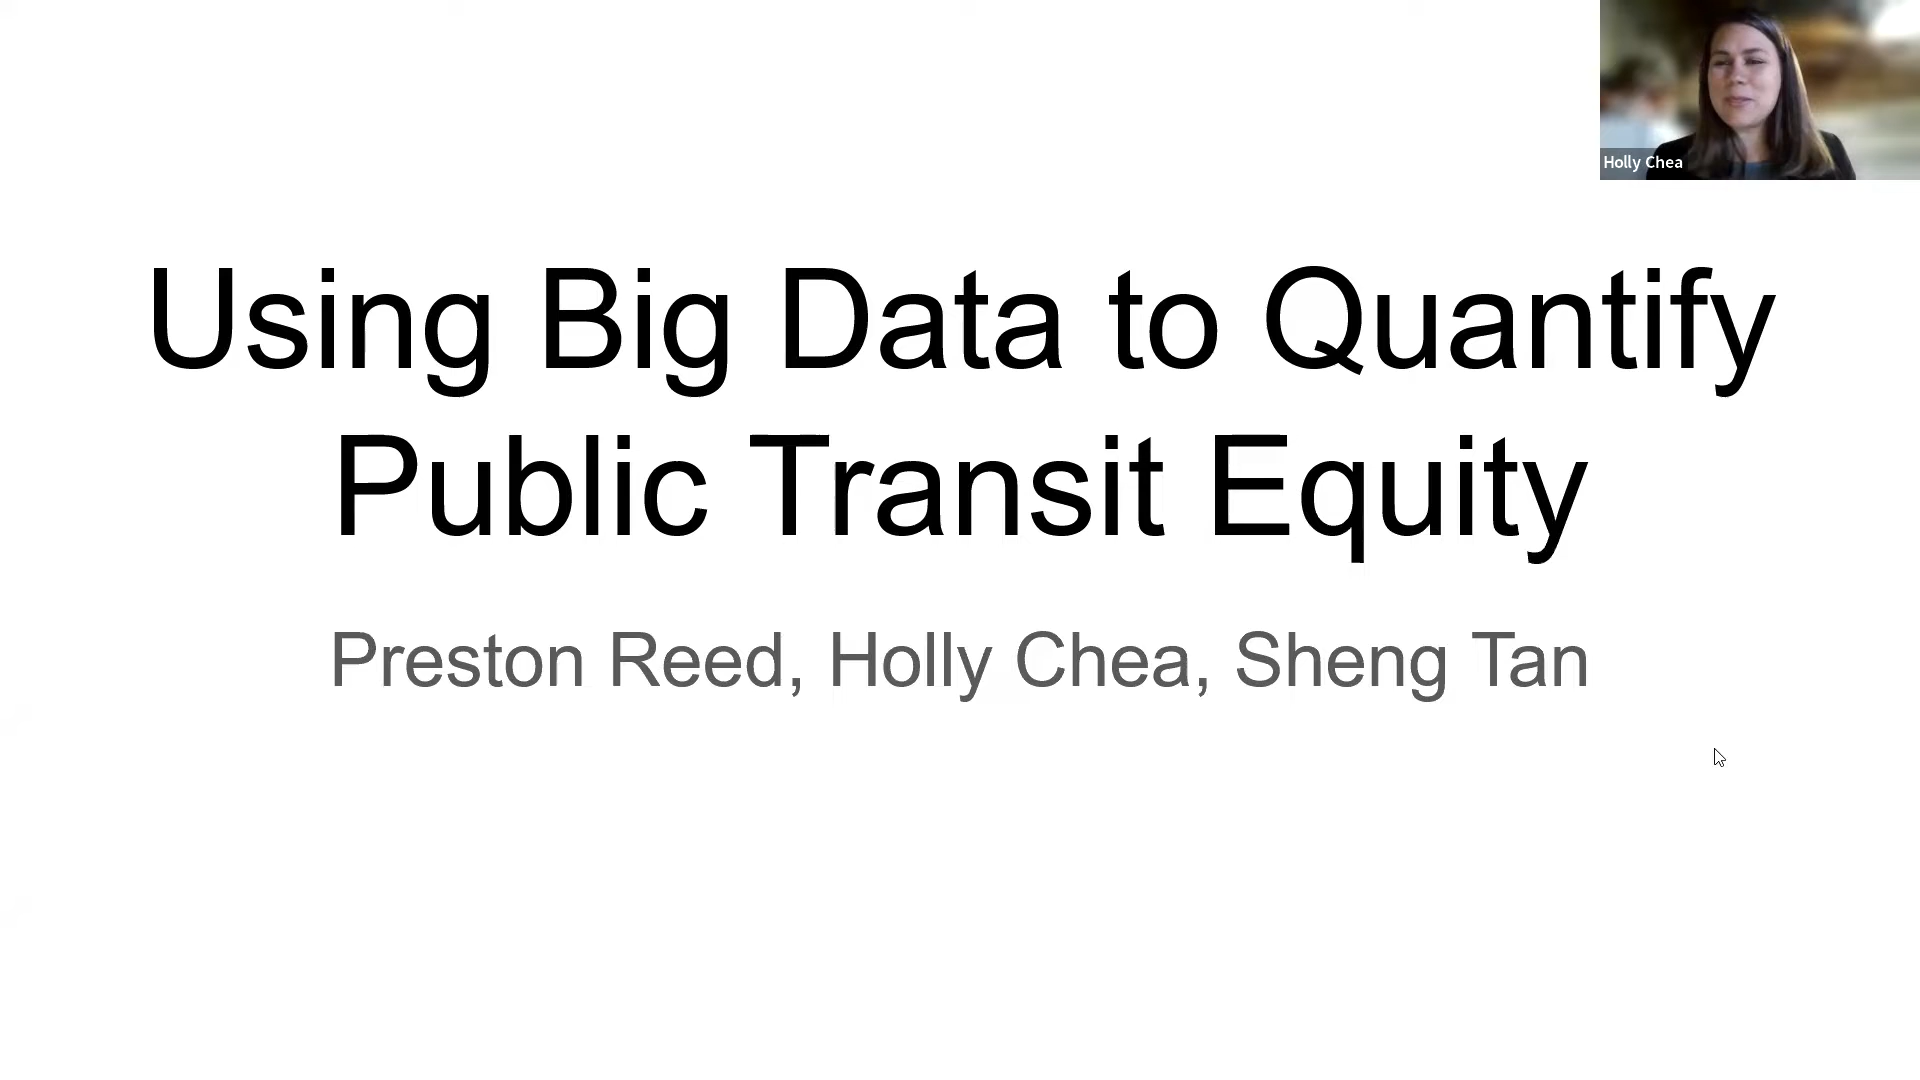 Holly Chea
Using Big Data to Quantify
Public Transit Equity
Preston Reed, Holly Chea, Sheng Tan